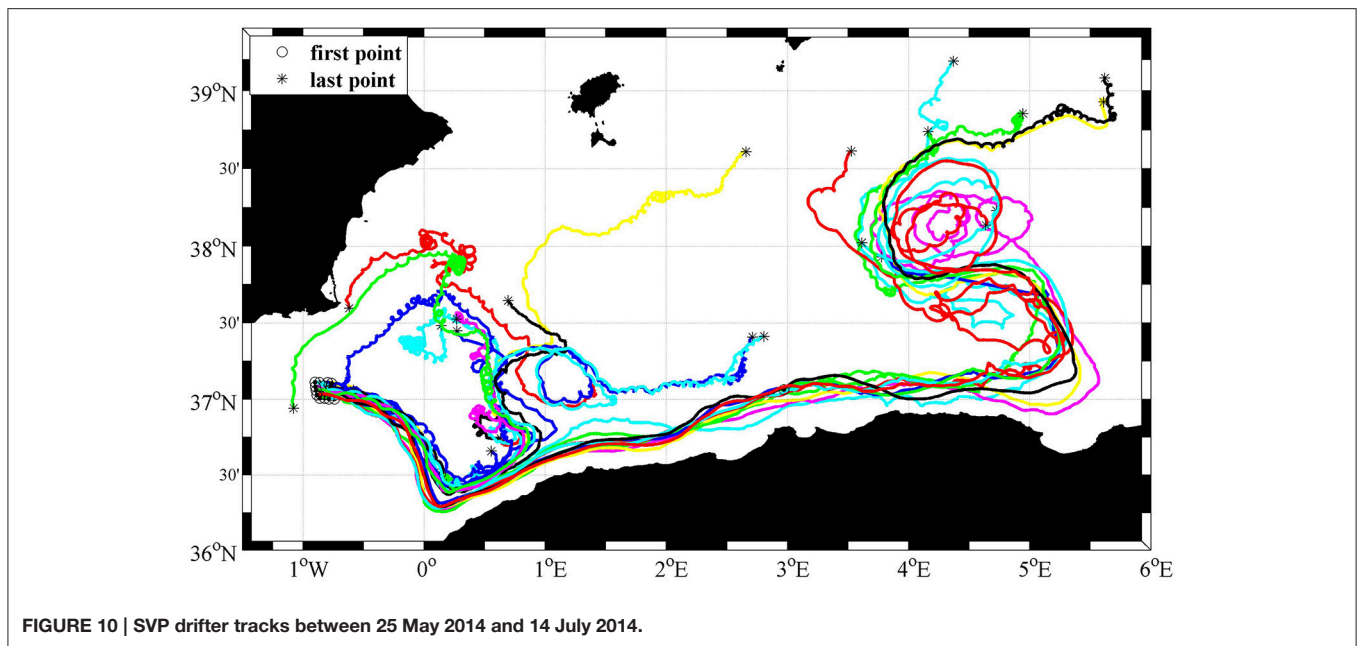 first point
last point
39°N
30'
38°N
30'
37°N
30'
36°N
1°W
0°
1°E
2°E
3°E
4°E
5°E
6°E
FIGURE 10 | SVP drifter tracks between 25 May 2014 and 14 July 2014.